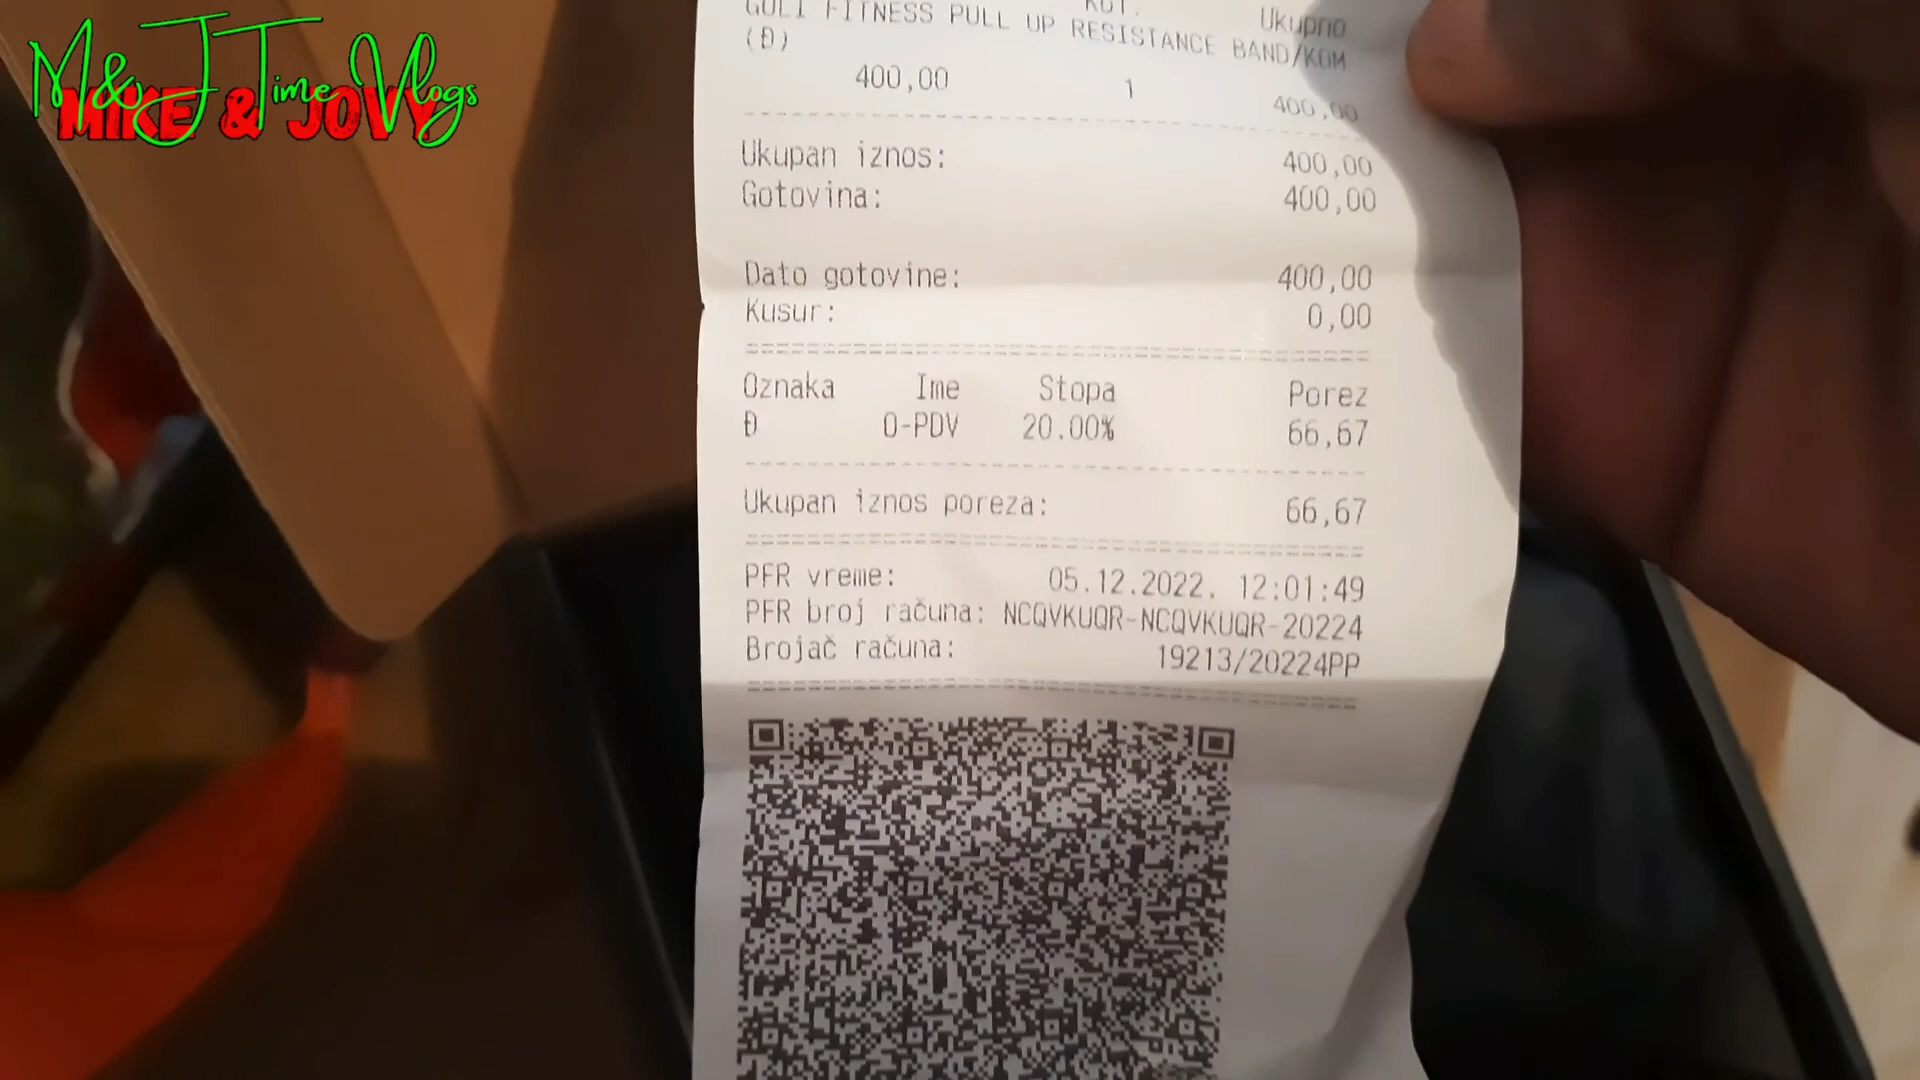 M&J Time Vlogs
MIKE & JOVY
Ukupno
GULI FITNESS PULL UP RESISTANCE BAND/KOM
(Đ)
400,00 1 400,00
Ukupan iznos: 400,00
Gotovina: 400,00
Dato gotovine: 400,00
Kusur: 0,00
Oznaka Ime Stopa Porez
Đ O-PDV 20.00% 66,67
Ukupan iznos poreza: 66,67
PFR vreme: 05.12.2022. 12:01:49
PFR broj računa: NCQVKUQR-NCQVKUQR-20224
Brojač računa: 19213/20224PP